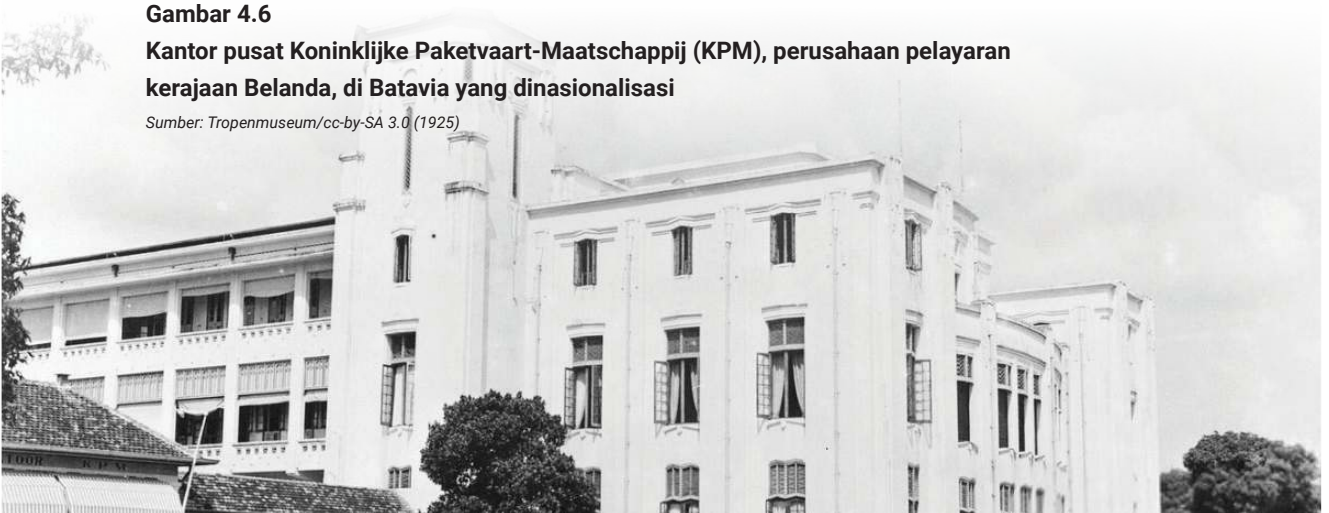 Gambar 4.6
Kantor pusat Koninklijke Paketvaart-Maatschappij (KPM), perusahaan pelayaran
kerajaan Belanda, di Batavia yang dinasionalisasi
Sumber: Tropenmuseum/cc-by-SA 3.0 (1925)
TOOR K P M